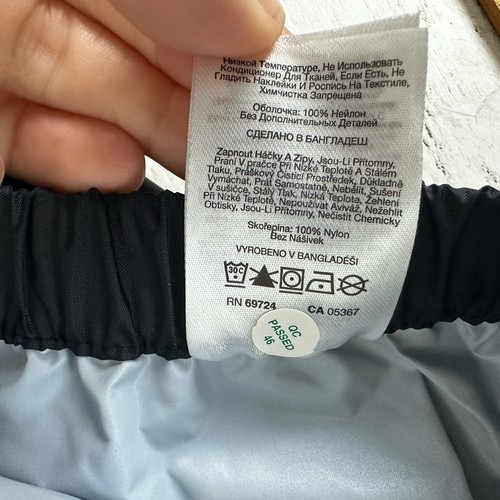 Низкой Температуре, Не Использовать
Кондиционер Для Тканей, Если Есть, Не
Гладить Наклейки И Роспись На Текстиле,
Химчистка Запрещена
Оболочка: 100% Нейлон
Без Дополнительных Деталей
СДЕЛАНО В БАНГЛАДЕШ
Zapnout Háčky A Zipy, Jsou-Li Přítomny,
Praní V pračce Při Nízké Teplotě A Stálém
Tlaku, Práškový Čistící Prostředek, Důkladně
Vymáchat, Prát Samostatně, Nebělit, Sušení
V sušičce, Stálý Tlak, Nízká Teplota, Žehlení
Při Nízké Teplotě, Nepoužívat Aviváž, Nežehlit
Obtisky, Jsou-Li Přítomny, Nečistit Chemicky
Skořepina: 100% Nylon
Bez Nášivek
VYROBENO V BANGLADÉŠI
30C
RN 69724 CA 05367
QC
PASSED
46